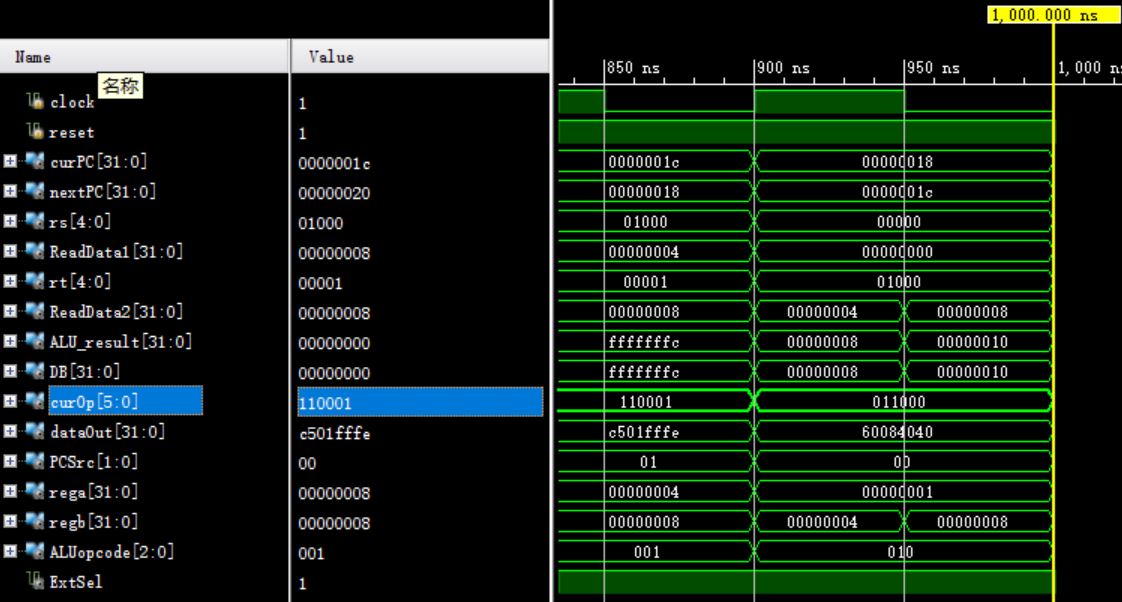 1,000.000 ns
Name Value
名称
850 ns 900 ns 950 ns 1,000 ns
clock 1
reset 1
curPC[31:0] 0000001c 0000001c 00000018
nextPC[31:0] 00000020 00000018 0000001c
rs[4:0] 01000 01000 00000
ReadData1[31:0] 00000008 00000004 00000000
rt[4:0] 00001 00001 01000
ReadData2[31:0] 00000008 00000008 00000004 00000008
ALU_result[31:0] 00000000 fffffffc 00000008 00000010
DB[31:0] 00000000 fffffffc 00000008 00000010
curOp[5:0] 110001 110001 011000
dataOut[31:0] c501fffe c501fffe 60084040
PCSrc[1:0] 00 01 00
rega[31:0] 00000008 00000004 00000001
regb[31:0] 00000008 00000008 00000004 00000008
ALUopcode[2:0] 001 001 010
ExtSel 1